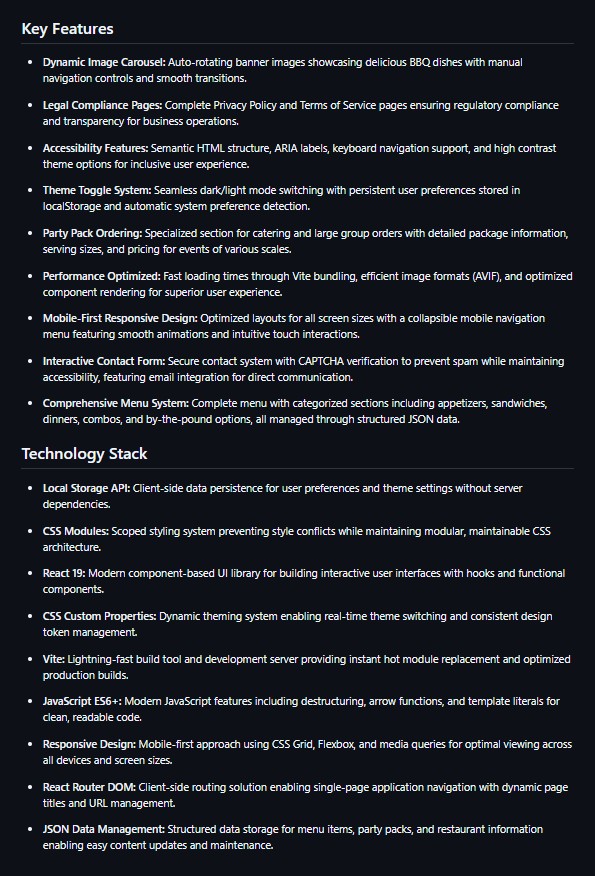 Key Features
• Dynamic Image Carousel: Auto-rotating banner images showcasing delicious BBQ dishes with manual
navigation controls and smooth transitions.
• Legal Compliance Pages: Complete Privacy Policy and Terms of Service pages ensuring regulatory compliance
and transparency for business operations.
• Accessibility Features: Semantic HTML structure, ARIA labels, keyboard navigation support, and high contrast
theme options for inclusive user experience.
• Theme Toggle System: Seamless dark/light mode switching with persistent user preferences stored in
localStorage and automatic system preference detection.
• Party Pack Ordering: Specialized section for catering and large group orders with detailed package information,
serving sizes, and pricing for events of various scales.
• Performance Optimized: Fast loading times through Vite bundling, efficient image formats (AVIF), and optimized
component rendering for superior user experience.
• Mobile-First Responsive Design: Optimized layouts for all screen sizes with a collapsible mobile navigation
menu featuring smooth animations and intuitive touch interactions.
• Interactive Contact Form: Secure contact system with CAPTCHA verification to prevent spam while maintaining
accessibility, featuring email integration for direct communication.
• Comprehensive Menu System: Complete menu with categorized sections including appetizers, sandwiches,
dinners, combos, and by-the-pound options, all managed through structured JSON data.
Technology Stack
• Local Storage API: Client-side data persistence for user preferences and theme settings without server
dependencies.
• CSS Modules: Scoped styling system preventing style conflicts while maintaining modular, maintainable CSS
architecture.
• React 19: Modern component-based UI library for building interactive user interfaces with hooks and functional
components.
• CSS Custom Properties: Dynamic theming system enabling real-time theme switching and consistent design
token management.
• Vite: Lightning-fast build tool and development server providing instant hot module replacement and optimized
production builds.
• JavaScript ES6+: Modern JavaScript features including destructuring, arrow functions, and template literals for
clean, readable code.
• Responsive Design: Mobile-first approach using CSS Grid, Flexbox, and media queries for optimal viewing across
all devices and screen sizes.
• React Router DOM: Client-side routing solution enabling single-page application navigation with dynamic page
titles and URL management.
• JSON Data Management: Structured data storage for menu items, party packs, and restaurant information
enabling easy content updates and maintenance.